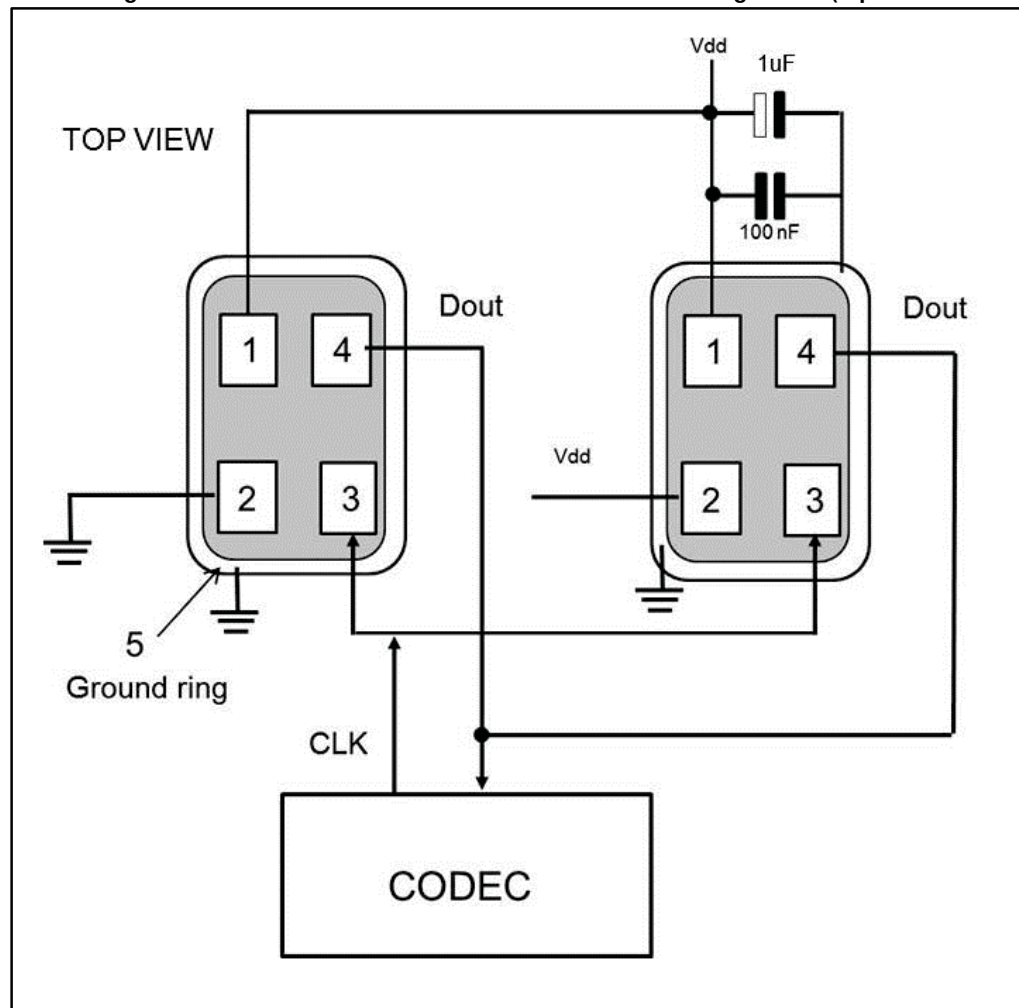 Vdd
1uF
TOP VIEW
100 nF
Dout
Dout
1
4
1
4
Vdd
2
3
2
3
5
Ground ring
CLK
CODEC